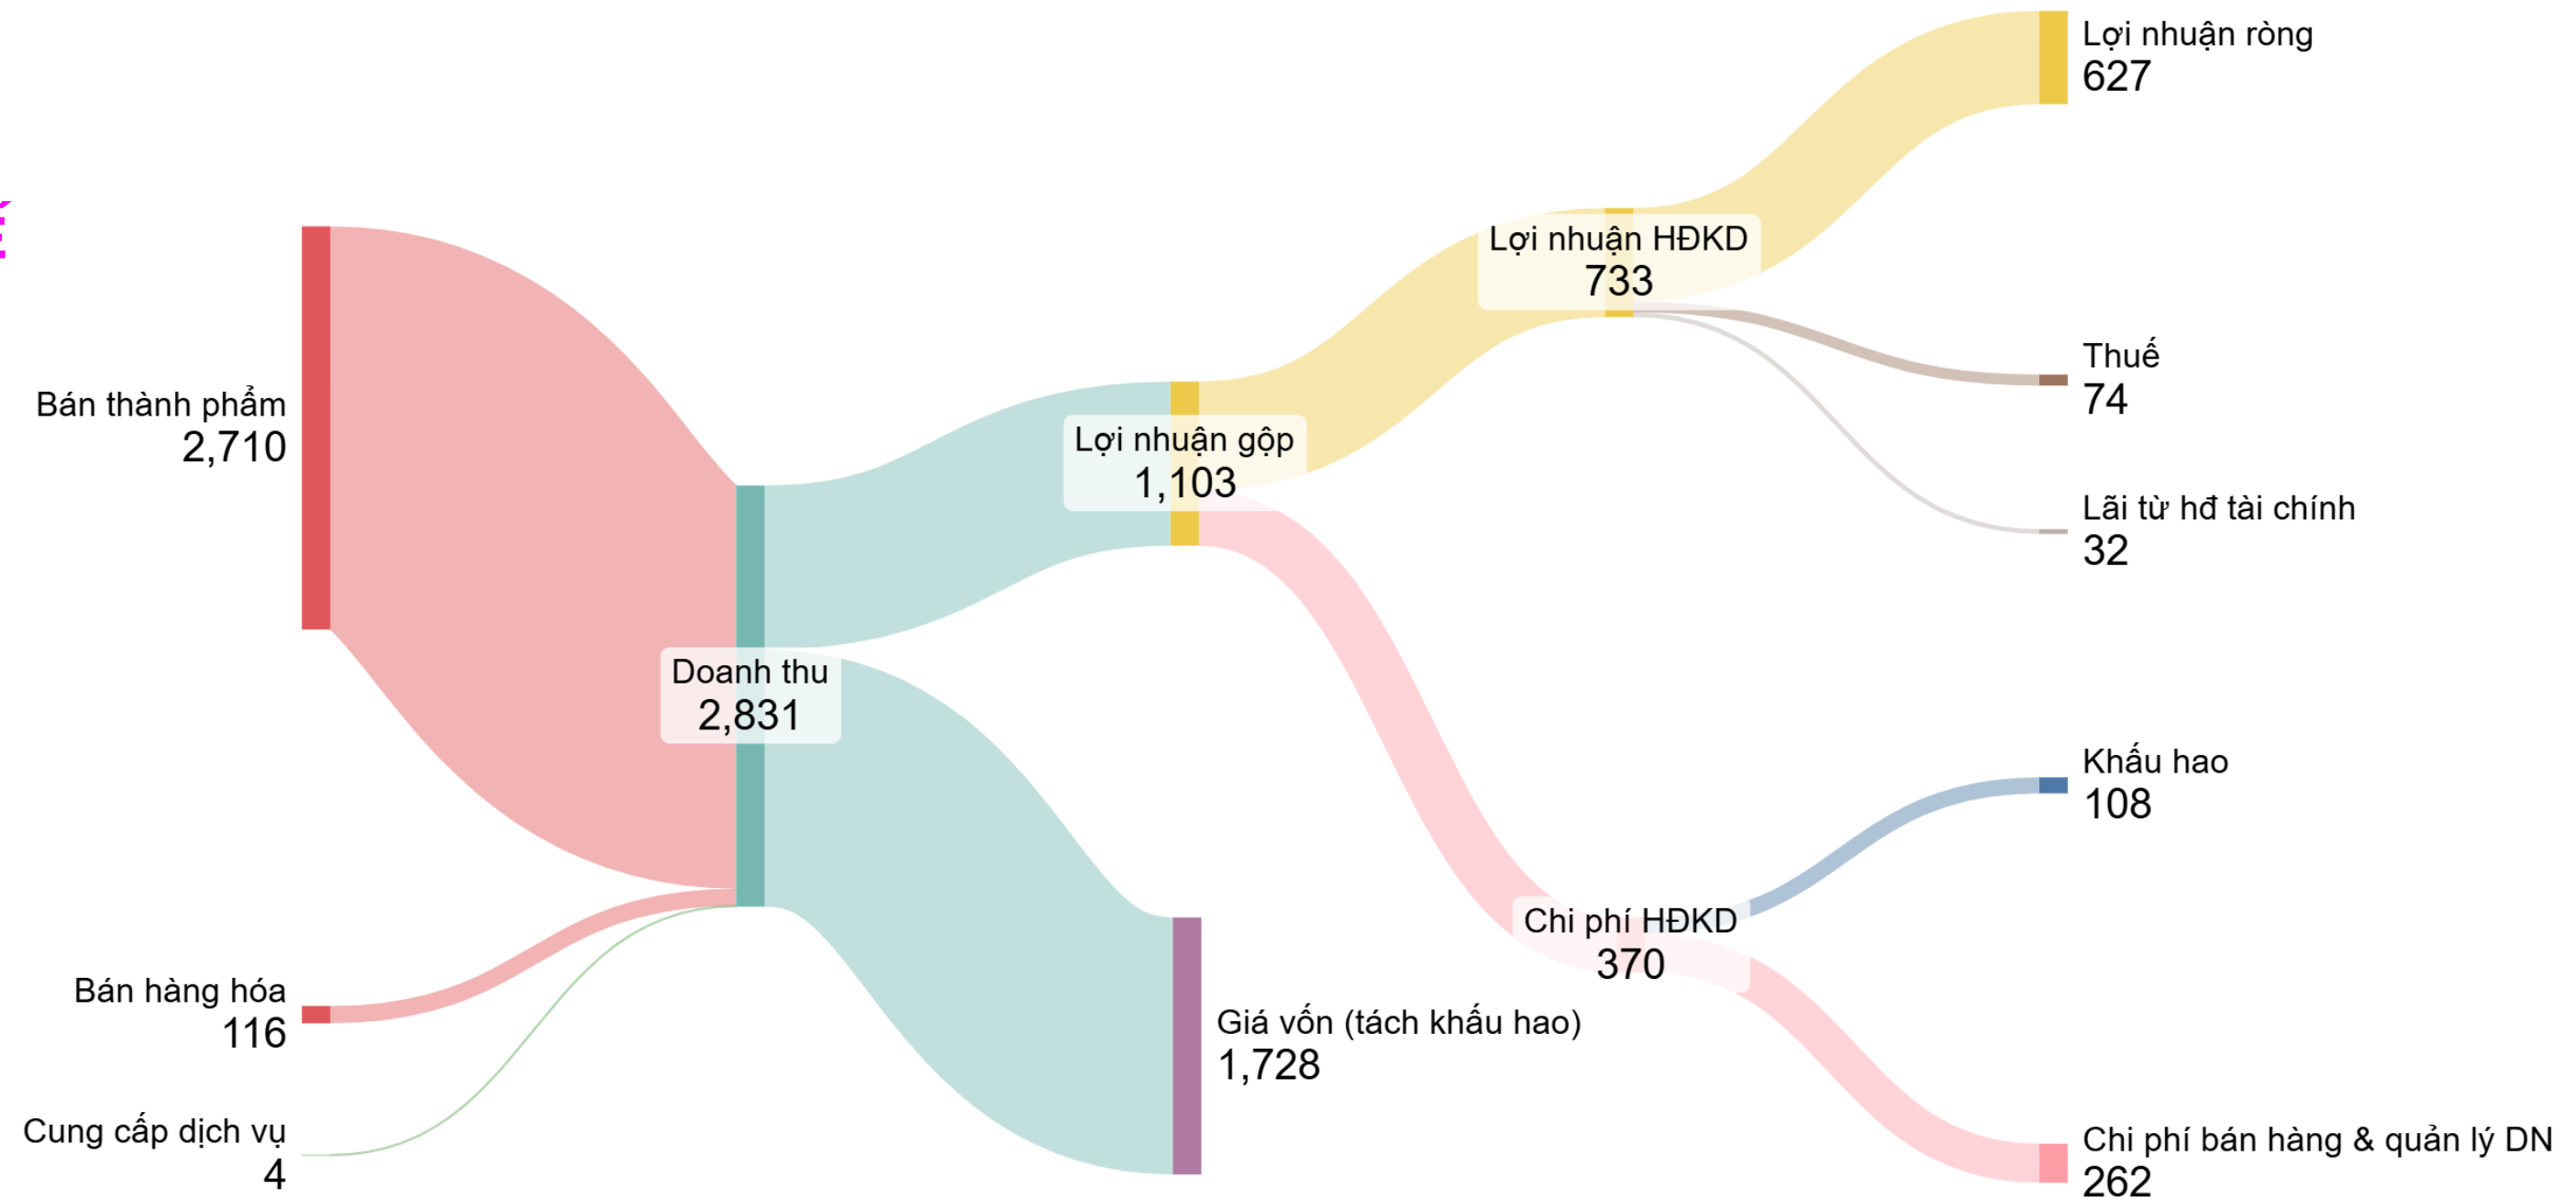 Lợi nhuận ròng
627
Lợi nhuận HĐKD
733
Thuế
74
Bán thành phẩm
2,710
Lợi nhuận gộp
1,103
Lãi từ hđ tài chính
32
Doanh thu
2,831
Khấu hao
108
Chi phí HĐKD
370
Bán hàng hóa
116
Giá vốn (tách khấu hao)
1,728
Cung cấp dịch vụ
4
Chi phí bán hàng & quản lý DN
262